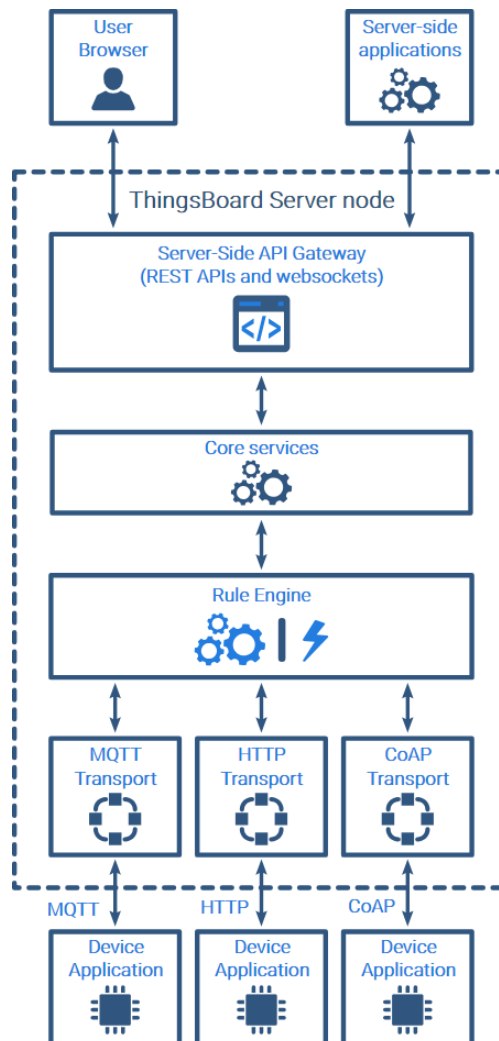 User
Browser
Server-side
applications
ThingsBoard Server node
Server-Side API Gateway
(REST APIs and websockets)
</>
Core services
Rule Engine
MQTT
Transport
HTTP
Transport
CoAP
Transport
MQTT
HTTP
CoAP
Device
Application
Device
Application
Device
Application